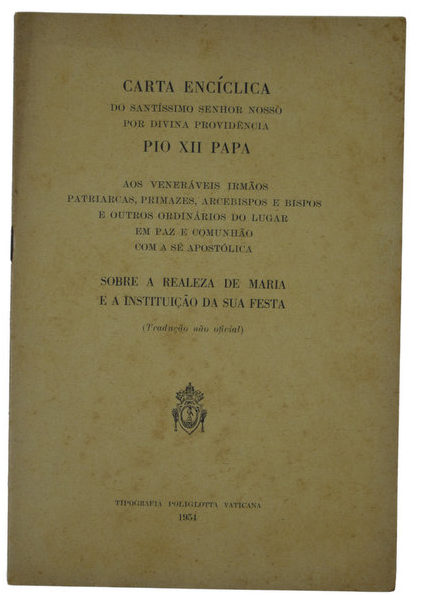 CARTA ENCÍCLICA
DO SANTÍSSIMO SENHOR NOSSO
POR DIVINA PROVIDÊNCIA
PIO XII PAPA
AOS VENERÁVEIS IRMÃOS
PATRIARCAS, PRIMAZES, ARCEBISPOS E BISPOS
E OUTROS ORDINÁRIOS DO LUGAR
EM PAZ E COMUNHÃO
COM A SÉ APOSTÓLICA
SOBRE A REALEZA DE MARIA
E A INSTITUIÇÃO DA SUA FESTA
(Tradução não oficial)
TIPOGRAFIA POLIGLOTTA VATICANA
1954